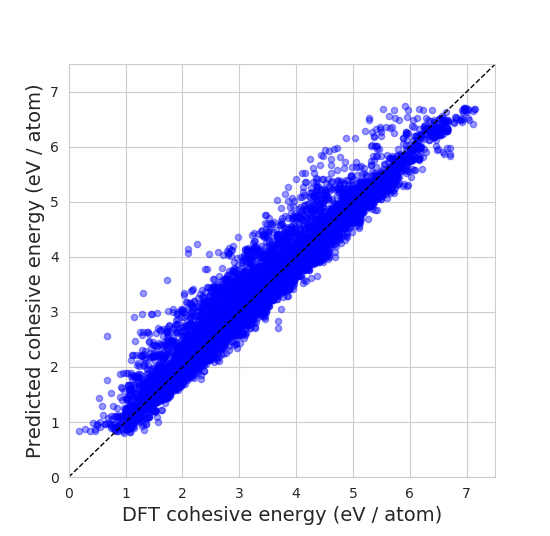 Predicted cohesive energy (eV / atom)
7
6
5
4
3
2
1
0
0 1 2 3 4 5 6 7
DFT cohesive energy (eV / atom)